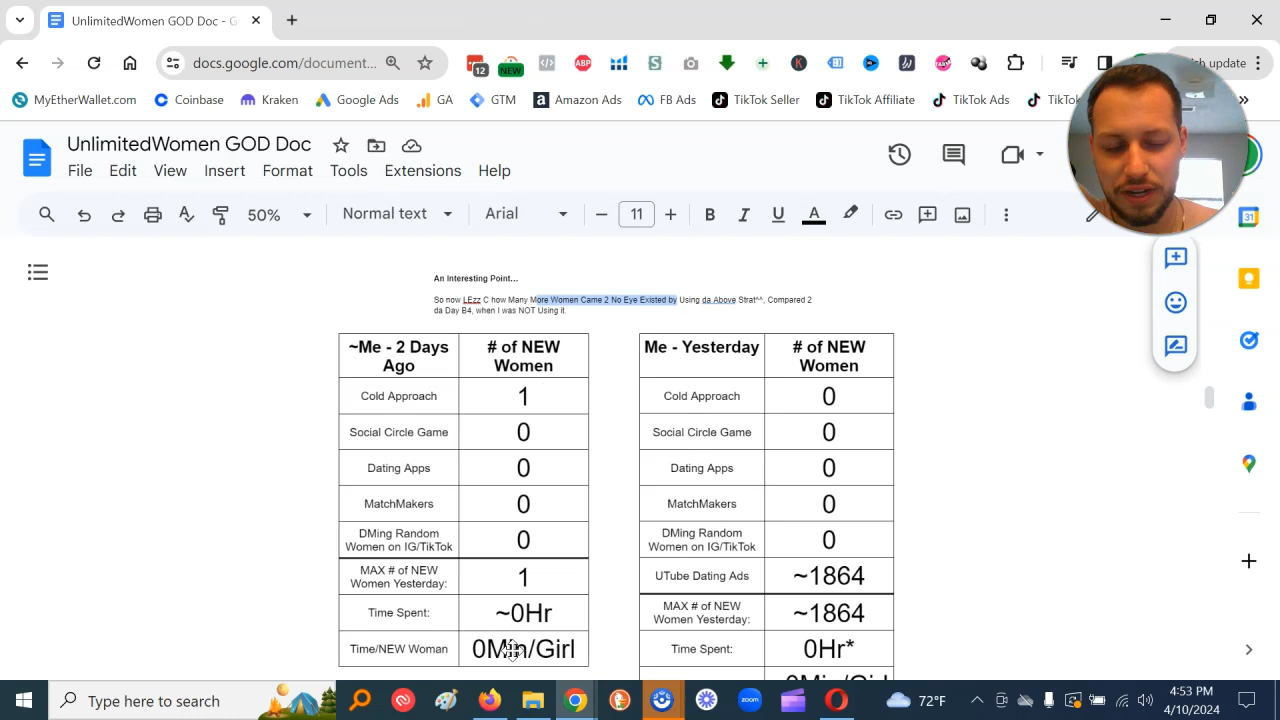 UnlimitedWomen GOD Doc - G
docs.google.com/document...
12
NEW
ABP
update
MyEtherWallet.com
Coinbase
Kraken
Google Ads
GA
GTM
Amazon Ads
FB Ads
TikTok Seller
TikTok Affiliate
TikTok Ads
UnlimitedWomen GOD Doc
File Edit View Insert Format Tools Extensions Help
50% Normal text Arial 11 B I U A
31
An Interesting Point...
So now LEzz C how Many More Women Came 2 No Eye Existed by Using da Above Strat^^, Compared 2
da Day B4, when I was NOT Using it.
~Me - 2 Days Ago
# of NEW Women
Cold Approach 1
Social Circle Game 0
Dating Apps 0
MatchMakers 0
DMing Random
Women on IG/TikTok 0
MAX # of NEW
Women Yesterday: 1
Time Spent: ~0Hr
Time/NEW Woman 0Min/Girl
Me - Yesterday
# of NEW Women
Cold Approach 0
Social Circle Game 0
Dating Apps 0
MatchMakers 0
DMing Random
Women on IG/TikTok 0
UTube Dating Ads ~1864
MAX # of NEW
Women Yesterday: ~1864
Time Spent: 0Hr*
Type here to search
zoom
72°F
4:53 PM
4/10/2024